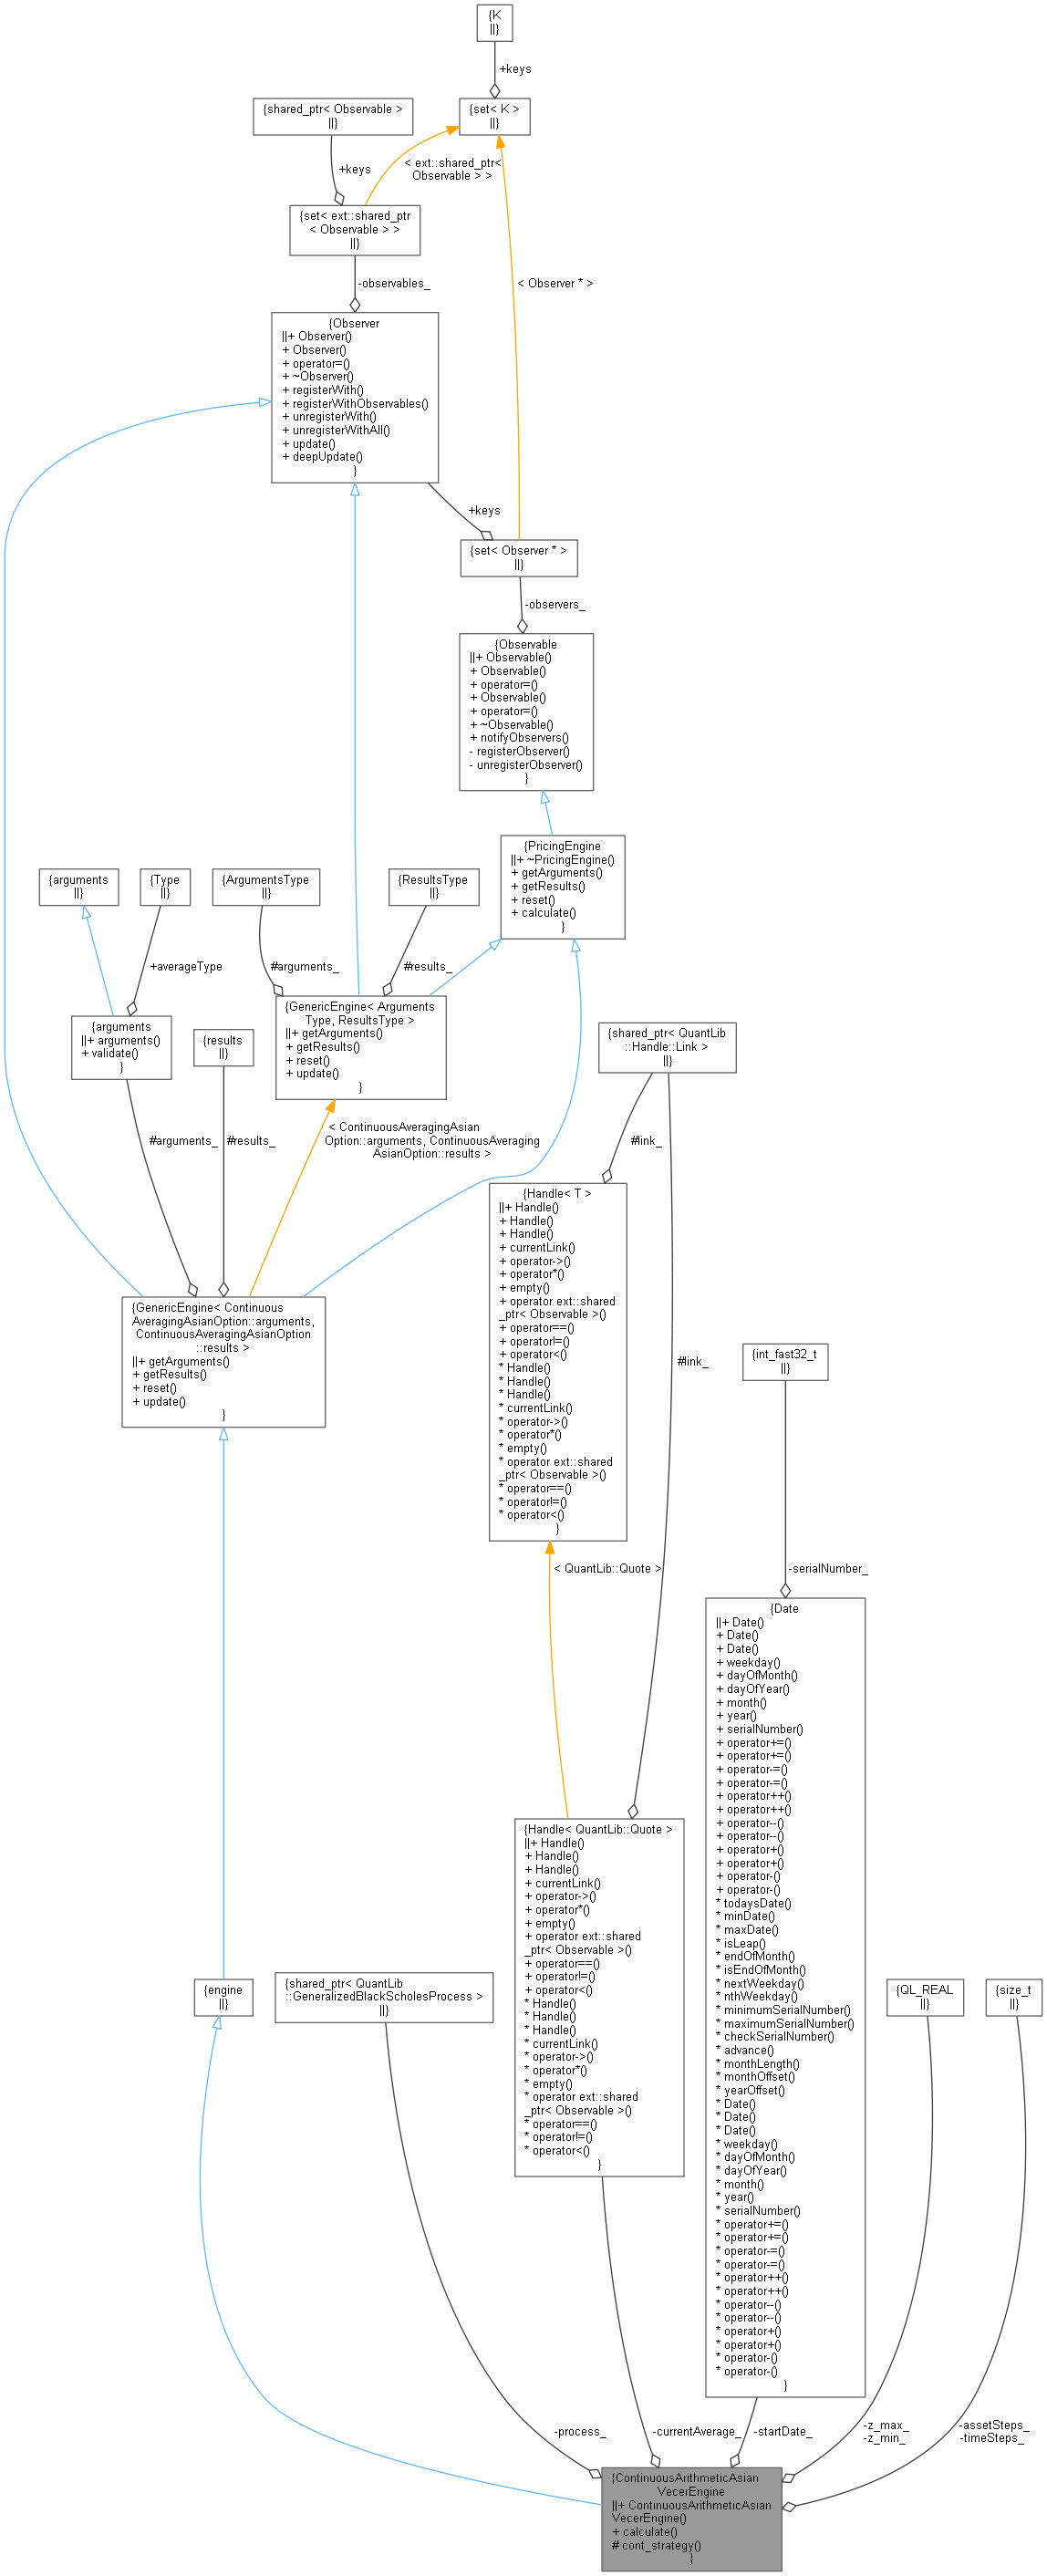 {K
||}
+keys
{shared_ptr< Observable >
||}
{set< K >
||}
+keys
< ext::shared_ptr<
Observable > >
{set< ext::shared_ptr
< Observable > >
||}
-observables_
< Observer * >
{Observer
||+ Observer()
+ Observer()
+ operator=()
+ ~Observer()
+ registerWith()
+ registerWithObservables()
+ unregisterWith()
+ unregisterWithAll()
+ update()
+ deepUpdate()
}
+keys
{set< Observer * >
||}
-observers_
{Observable
||+ Observable()
+ Observable()
+ operator=()
+ Observable()
+ operator=()
+ ~Observable()
+ notifyObservers()
- registerObserver()
- unregisterObserver()
}
{PricingEngine
||+ ~PricingEngine()
+ getArguments()
+ getResults()
+ reset()
+ calculate()
}
{arguments
||}
{Type
||}
{ArgumentsType
||}
{ResultsType
||}
+averageType
#arguments_
#results_
{arguments
||+ arguments()
+ validate()
}
{results
||}
{GenericEngine< Arguments
Type, ResultsType >
||+ getArguments()
+ getResults()
+ reset()
+ update()
}
{shared_ptr< QuantLib
::Handle::Link >
||}
#arguments_
#results_
< ContinuousAveragingAsian
Option::arguments, ContinuousAveraging
AsianOption::results >
#link_
{Handle< T >
||+ Handle()
+ Handle()
+ Handle()
+ currentLink()
+ operator->()
+ operator*()
+ empty()
+ operator ext::shared
_ptr< Observable >()
+ operator==()
+ operator!=()
+ operator<()
* Handle()
* Handle()
* Handle()
* currentLink()
* operator->()
* operator*()
* empty()
* operator ext::shared
_ptr< Observable >()
* operator==()
* operator!=()
* operator<()
}
#link_
{GenericEngine< Continuous
AveragingAsianOption::arguments,
ContinuousAveragingAsianOption
::results >
||+ getArguments()
+ getResults()
+ reset()
+ update()
}
{int_fast32_t
||}
< QuantLib::Quote >
-serialNumber_
{Date
||+ Date()
+ Date()
+ Date()
+ weekday()
+ dayOfMonth()
+ dayOfYear()
+ month()
+ year()
+ serialNumber()
+ operator+=()
+ operator+=()
+ operator-=()
+ operator-=()
+ operator++()
+ operator++()
+ operator--()
+ operator--()
+ operator+()
+ operator+()
+ operator-()
+ operator-()
* todaysDate()
* minDate()
* maxDate()
* isLeap()
* endOfMonth()
* isEndOfMonth()
* nextWeekday()
* nthWeekday()
* minimumSerialNumber()
* maximumSerialNumber()
* checkSerialNumber()
* advance()
* monthLength()
* monthOffset()
* yearOffset()
* Date()
* Date()
* Date()
* weekday()
* dayOfMonth()
* dayOfYear()
* month()
* year()
* serialNumber()
* operator+=()
* operator+=()
* operator-=()
* operator-=()
* operator++()
* operator++()
* operator--()
* operator--()
* operator+()
* operator+()
* operator-()
* operator-()
}
{Handle< QuantLib::Quote >
||+ Handle()
+ Handle()
+ Handle()
+ currentLink()
+ operator->()
+ operator*()
+ empty()
+ operator ext::shared
_ptr< Observable >()
+ operator==()
+ operator!=()
+ operator<()
* Handle()
* Handle()
* Handle()
* currentLink()
* operator->()
* operator*()
* empty()
* operator ext::shared
_ptr< Observable >()
* operator==()
* operator!=()
* operator<()
}
{engine
||}
{shared_ptr< QuantLib
::GeneralizedBlackScholesProcess >
||}
{QL_REAL
||}
{size_t
||}
-process_
-currentAverage_
-startDate_
-z_max_
-z_min_
-assetSteps_
-timeSteps_
{ContinuousArithmeticAsian
VecerEngine
||+ ContinuousArithmeticAsian
VecerEngine()
+ calculate()
# cont_strategy()
}